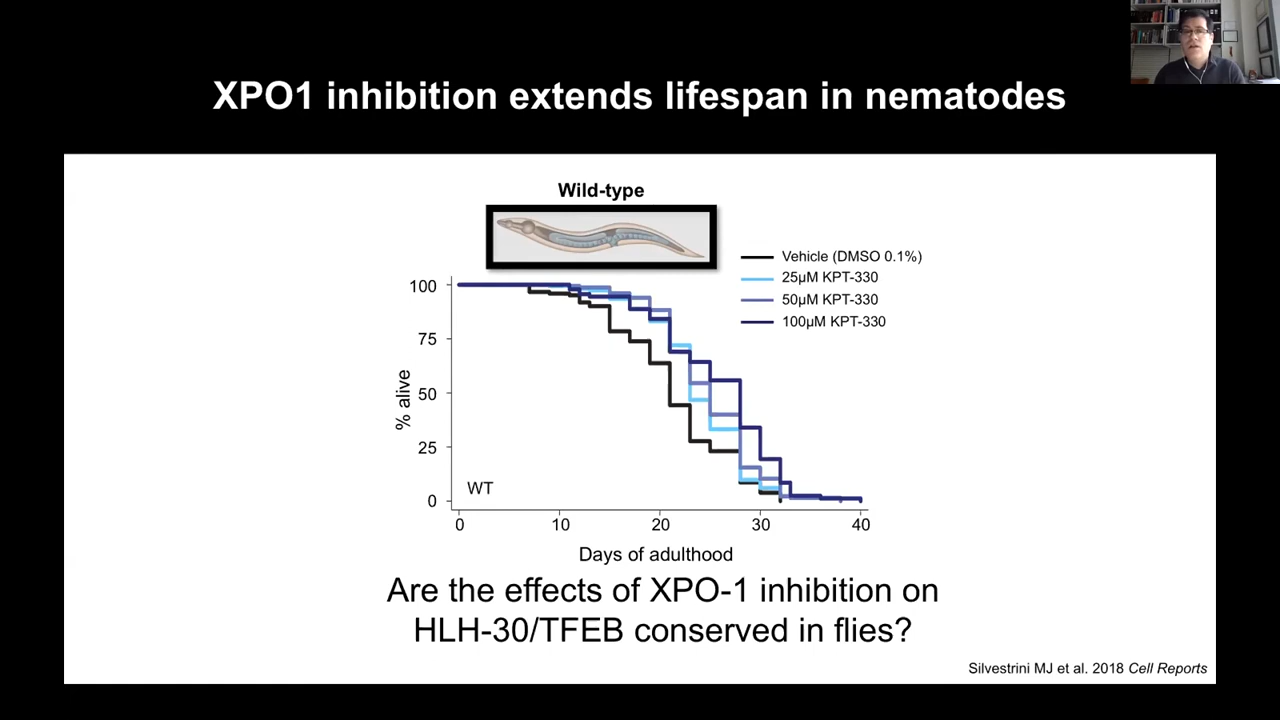 XPO1 inhibition extends lifespan in nematodes
Wild-type
Vehicle (DMSO 0.1%)
25µM KPT-330
50µM KPT-330
100µM KPT-330
100
75
50
25
0
% alive
WT
0 10 20 30 40
Days of adulthood
Are the effects of XPO-1 inhibition on
HLH-30/TFEB conserved in flies?
Silvestrini MJ et al. 2018 Cell Reports